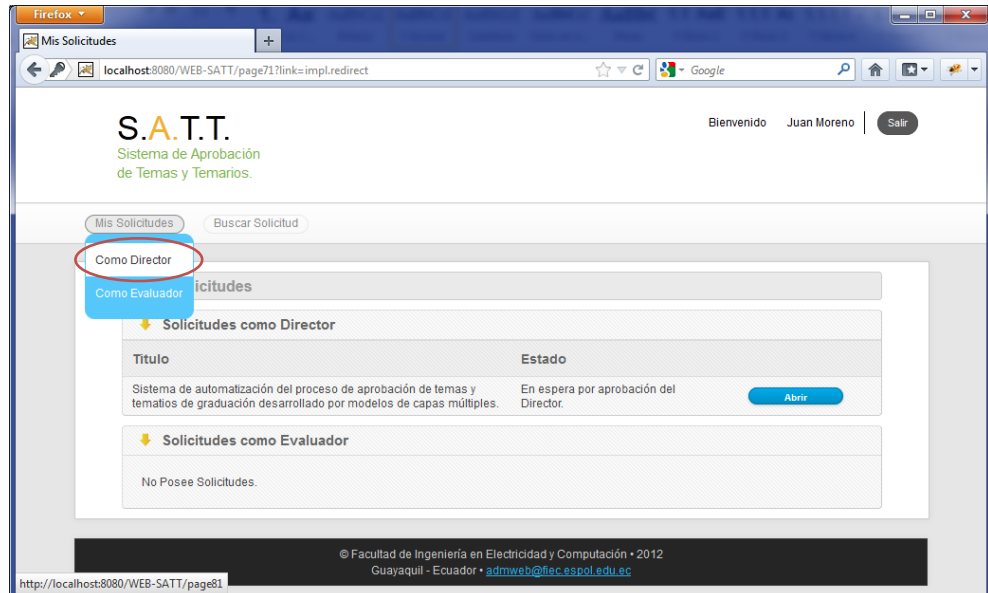 Firefox
Mis Solicitudes
+
localhost:8080/WEB-SATT/page71?link=impl.redirect
Google
S.A.T.T.
Sistema de Aprobación
de Temas y Temarios.
Bienvenido Juan Moreno Salir
Mis Solicitudes Buscar Solicitud
Como Director
Como Evaluador
icitudes
Solicitudes como Director
Titulo Estado
Sistema de automatización del proceso de aprobación de temas y
tematios de graduación desarrollado por modelos de capas múltiples.
En espera por aprobación del
Director.
Abrir
Solicitudes como Evaluador
No Posee Solicitudes.
© Facultad de Ingeniería en Electricidad y Computación • 2012
Guayaquil - Ecuador • admweb@fiec.espol.edu.ec
http://localhost:8080/WEB-SATT/page81